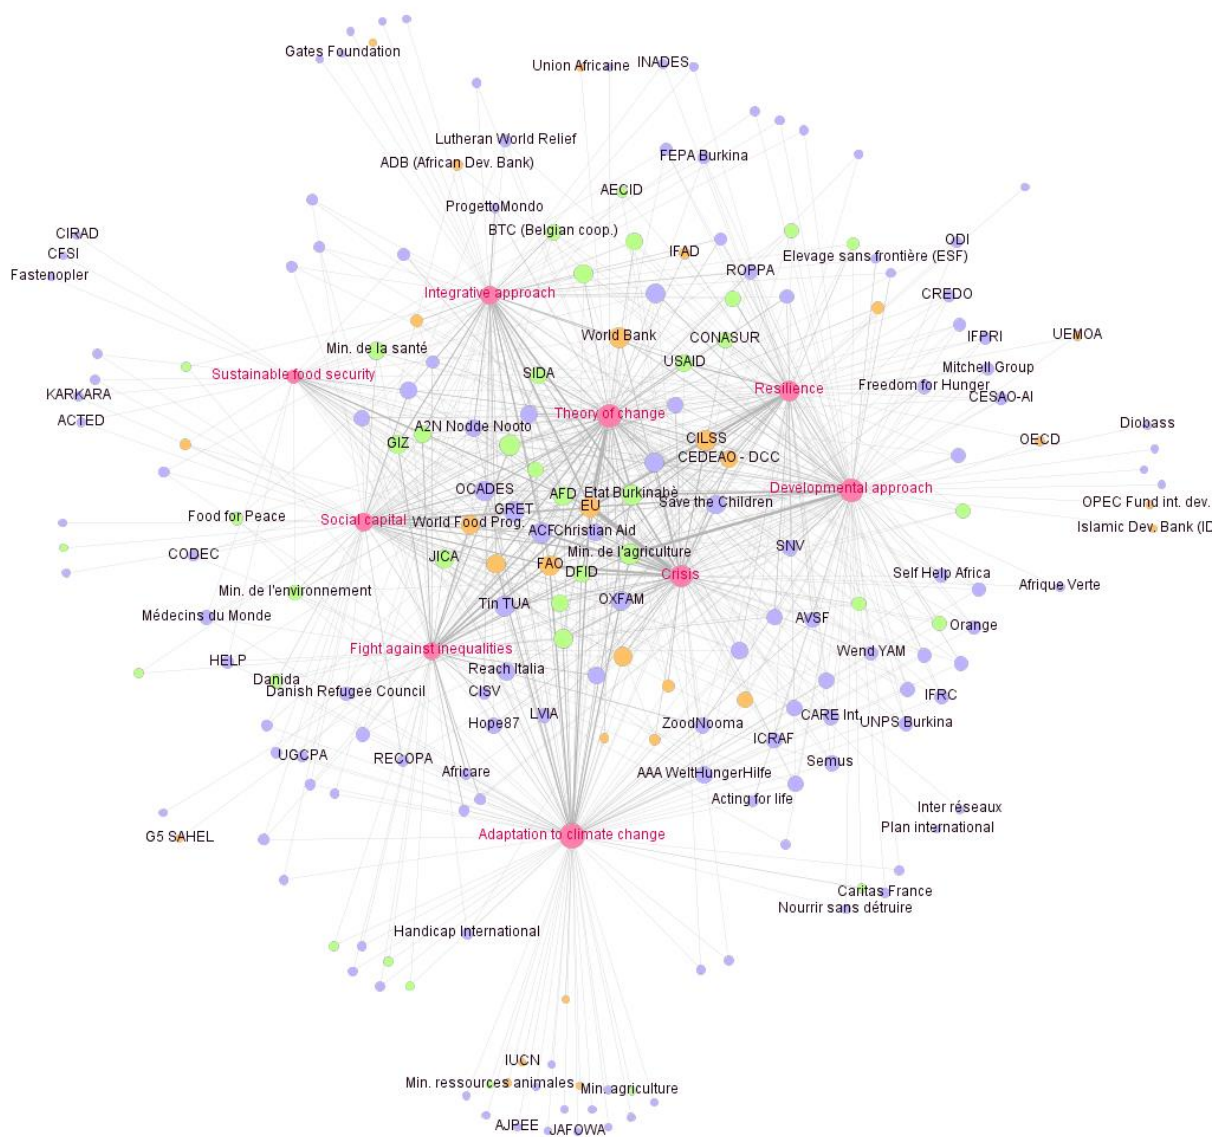 Gates Foundation
Union Africaine
INADES
Lutheran World Relief
ADB (African Dev. Bank)
FEPA Burkina
AECID
ProgettoMondo
BTC (Belgian coop.)
CIRAD
CFSI
Fastenopler
IFAD
ODI
Elevage sans frontière (ESF)
ROPPA
Integrative approach
CREDO
World Bank
CONASUR
IFPRI
UEMOA
Min. de la santé
USAID
Mitchell Group
Sustainable food security
SIDA
Resilience
Freedom for Hunger
CESAO-AI
KARKARA
ACTED
Theory of change
A2N Nodde Nooto
GIZ
CILSS
CEDEAO - DCC
OECD
Diobass
OCADES
AFD
Etat Burkinabè
Developmental approach
GRET
EU
Save the Children
OPEC Fund int. dev.
Food for Peace
Social capital
World Food Prog.
ACF
Christian Aid
Islamic Dev. Bank (ID
CODEC
JICA
Min. de l'agriculture
SNV
FAO
DFID
Crisis
Self Help Africa
Afrique Verte
Min. de l'environnement
Tin TUA
OXFAM
Médecins du Monde
AVSF
Orange
Fight against inequalities
Wend YAM
HELP
Reach Italia
Danida
Danish Refugee Council
CISV
IFRC
LVIA
CARE Int.
Hope87
ZoodNooma
UNPS Burkina
ICRAF
UGCPA
RECOPA
Africare
AAA WeltHungerHilfe
Semus
Acting for life
Inter réseaux
G5 SAHEL
Adaptation to climate change
Plan international
Caritas France
Nourrir sans détruire
Handicap International
IUCN
Min. ressources animales
Min. agriculture
AJPEE
JAFOWA